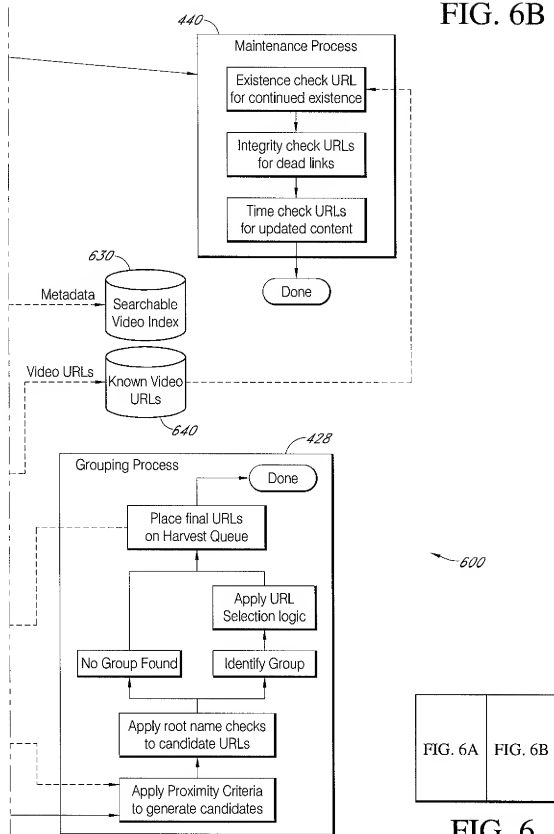 FIG. 6B
440
Maintenance Process
Existence check URL
for continued existence
Integrity check URLs
for dead links
Time check URLs
for updated content
Done
630
Metadata
Searchable
Video Index
Video URLs
Known Video
URLs
640
428
Grouping Process
Done
Place final URLs
on Harvest Queue
600
Apply URL
Selection logic
No Group Found
Identify Group
Apply root name checks
to candidate URLs
Apply Proximity Criteria
to generate candidates
FIG. 6A
FIG. 6B
FIG. 6